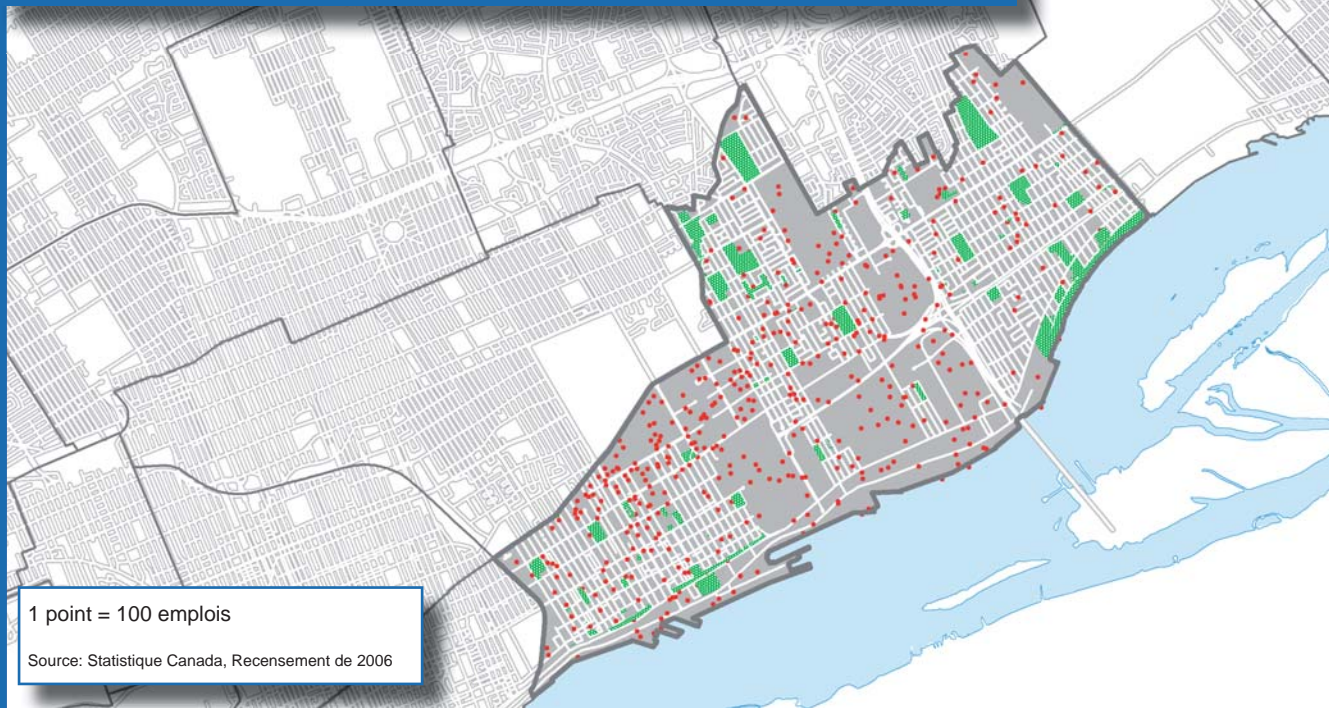 1 point = 100 emplois
Source: Statistique Canada, Recensement de 2006